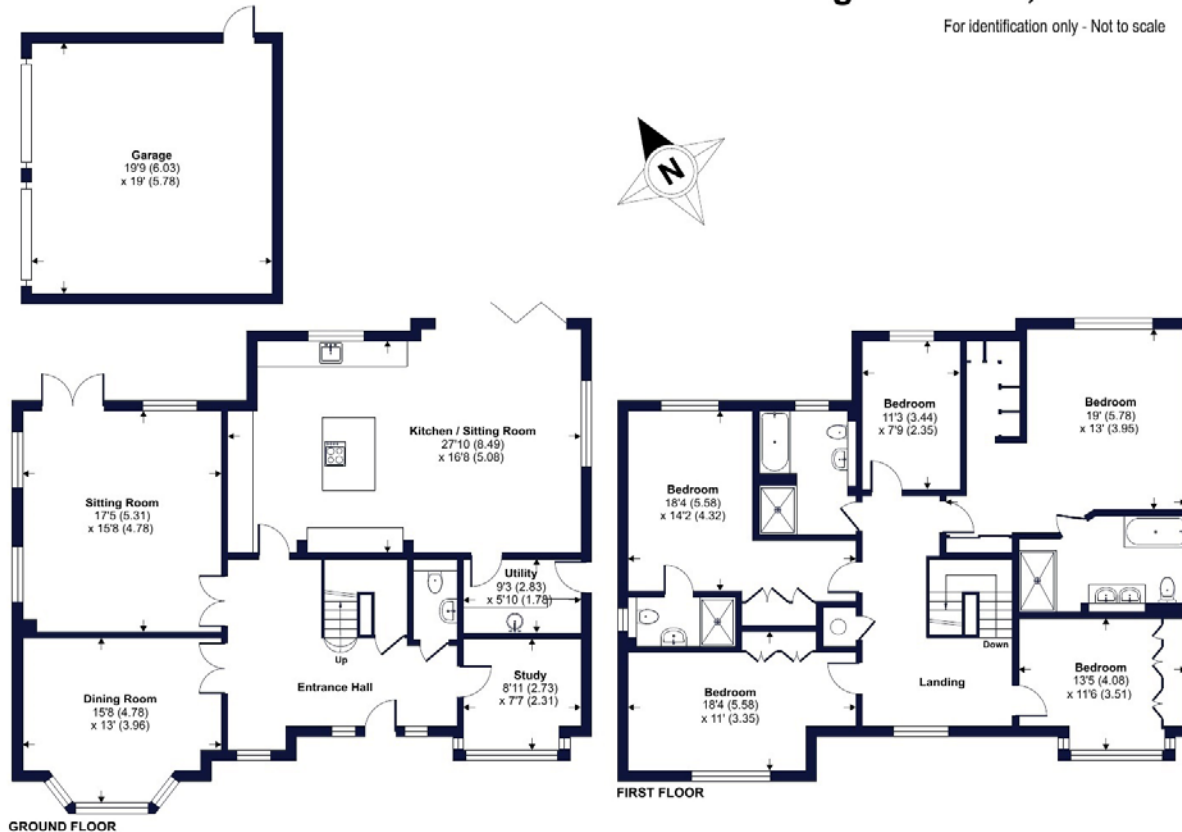 For identification only - Not to scale
Garage
19'9 (6.03)
x 19' (5.78)
N
Kitchen / Sitting Room
27'10 (8.49)
x 16'8 (5.08)
Sitting Room
17'5 (5.31)
x 15'8 (4.78)
Utility
9'3 (2.83)
x 5'10 (1.78)
Up
Study
8'11 (2.73)
x 7'7 (2.31)
Entrance Hall
Dining Room
15'8 (4.78)
x 13' (3.96)
GROUND FLOOR
Bedroom
11'3 (3.44)
x 7'9 (2.35)
Bedroom
19' (5.78)
x 13' (3.95)
Bedroom
18'4 (5.58)
x 14'2 (4.32)
Down
Bedroom
13'5 (4.08)
x 11'6 (3.51)
Landing
Bedroom
18'4 (5.58)
x 11' (3.35)
FIRST FLOOR